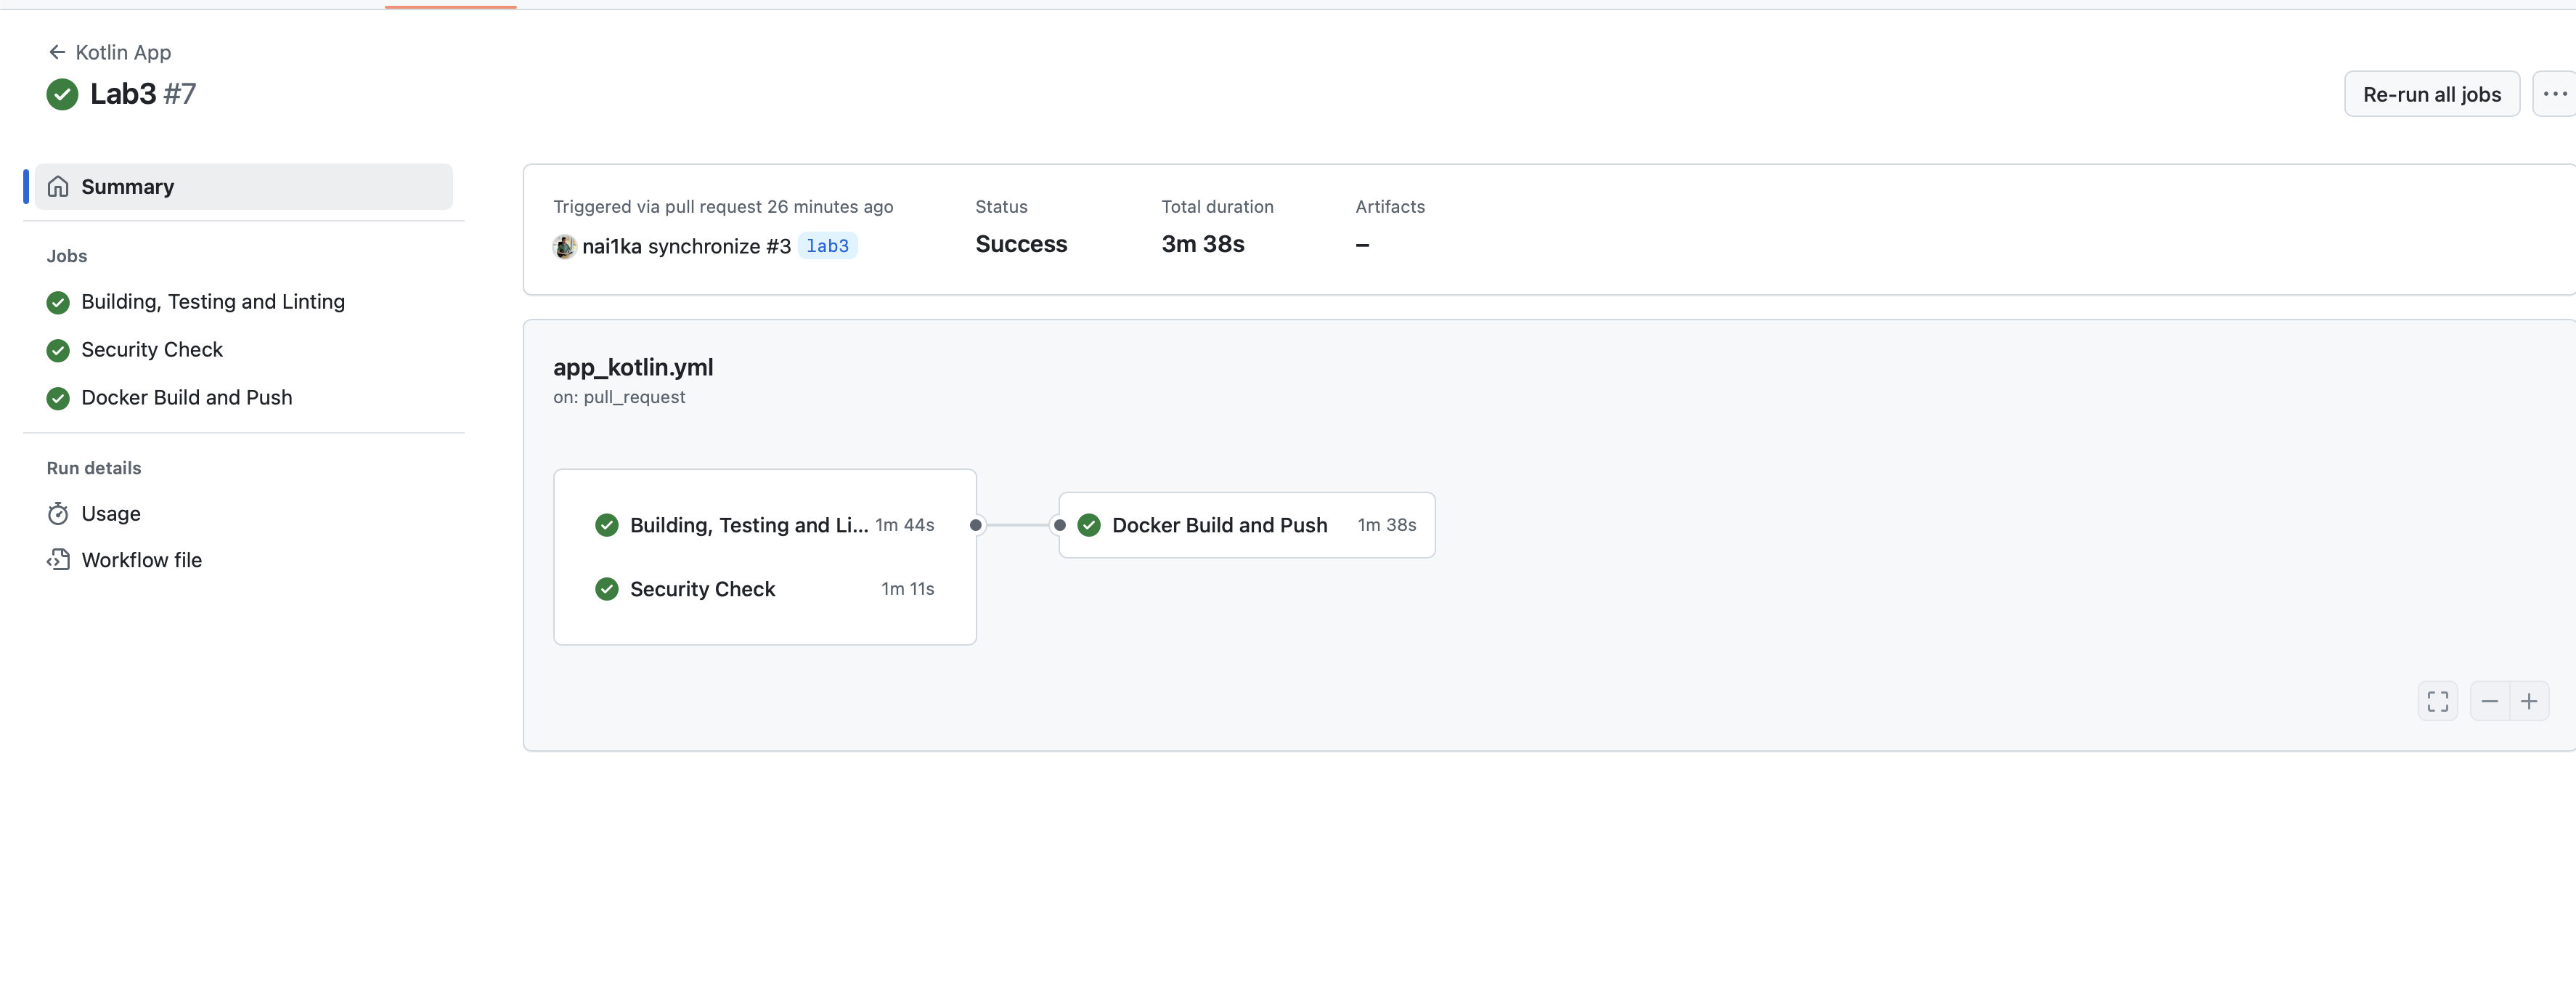 Kotlin App
Lab3 #7
Re-run all jobs
Summary
Jobs
Building, Testing and Linting
Security Check
Docker Build and Push
Run details
Usage
Workflow file
Triggered via pull request 26 minutes ago
nai1ka synchronize #3 lab3
Status
Success
Total duration
3m 38s
Artifacts
–
app_kotlin.yml
on: pull_request
Building, Testing and Li... 1m 44s
Security Check 1m 11s
Docker Build and Push 1m 38s